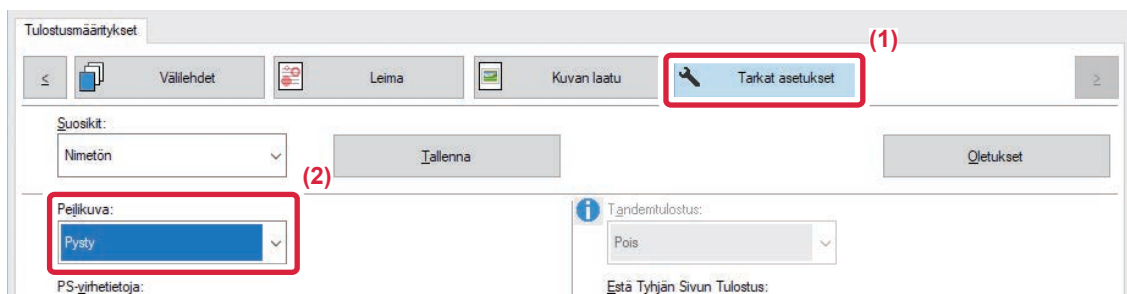 Tulostusmääritykset
(1)
< Välilehdet Leima Kuvan laatu Tarkat asetukset >
Suosikit:
Nimetön Tallenna Oletukset
(2)
Peilikuva: Tandemtulostus:
Pysty Pois
PS-virhetietoja: Estä Tyhjän Sivun Tulostus: